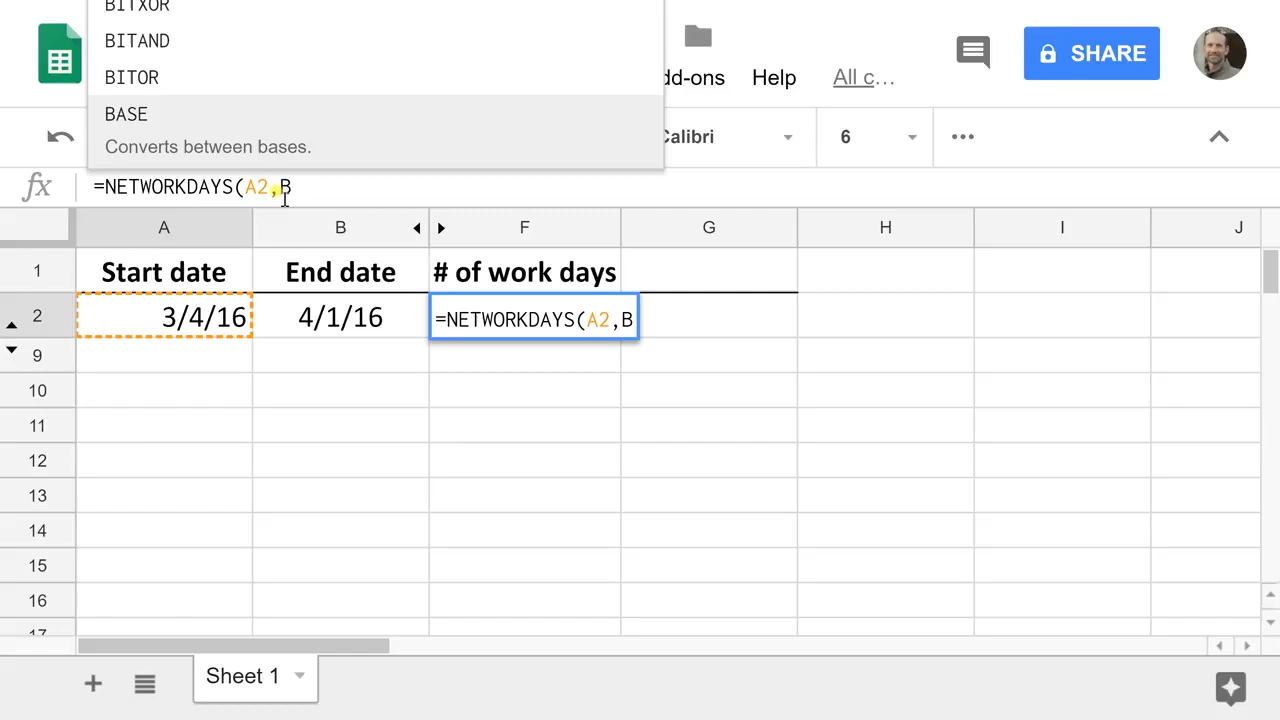 BITXOR
BITAND
BITOR
BASE
Converts between bases.
dd-ons Help All c…
SHARE
Calibri 6
fx =NETWORKDAYS(A2,B
A B F G H I J
1 Start date End date # of work days
2 3/4/16 4/1/16 =NETWORKDAYS(A2,B
9
10
11
12
13
14
15
16
17
Sheet 1